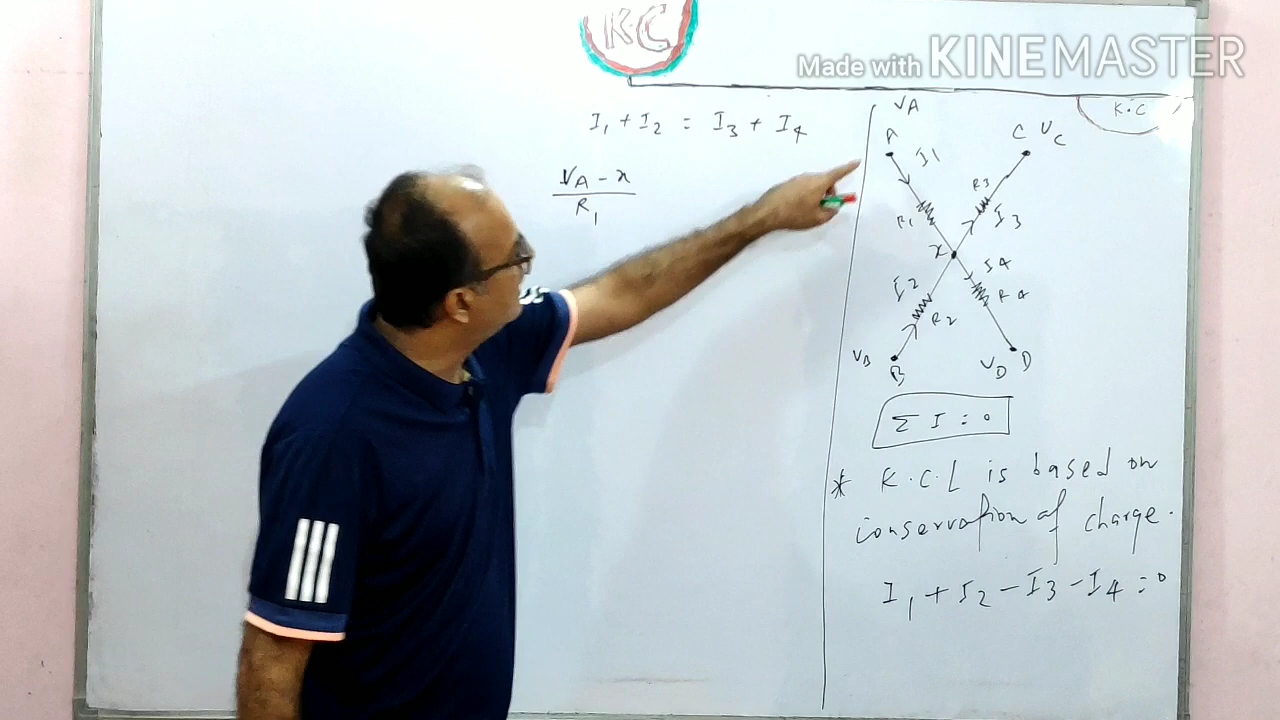 KC
Made with KINEMASTER
K.C
I₁ + I₂ = I₃ + I₄
VA - x
R₁
VA
A
I1
C VC
R3
R1
I3
x
I4
I2
R4
R2
VB
B
VD D
Σ I = 0
* K.C.L is based on
conservation of charge.
I₁ + I₂ - I3 - I4 = 0